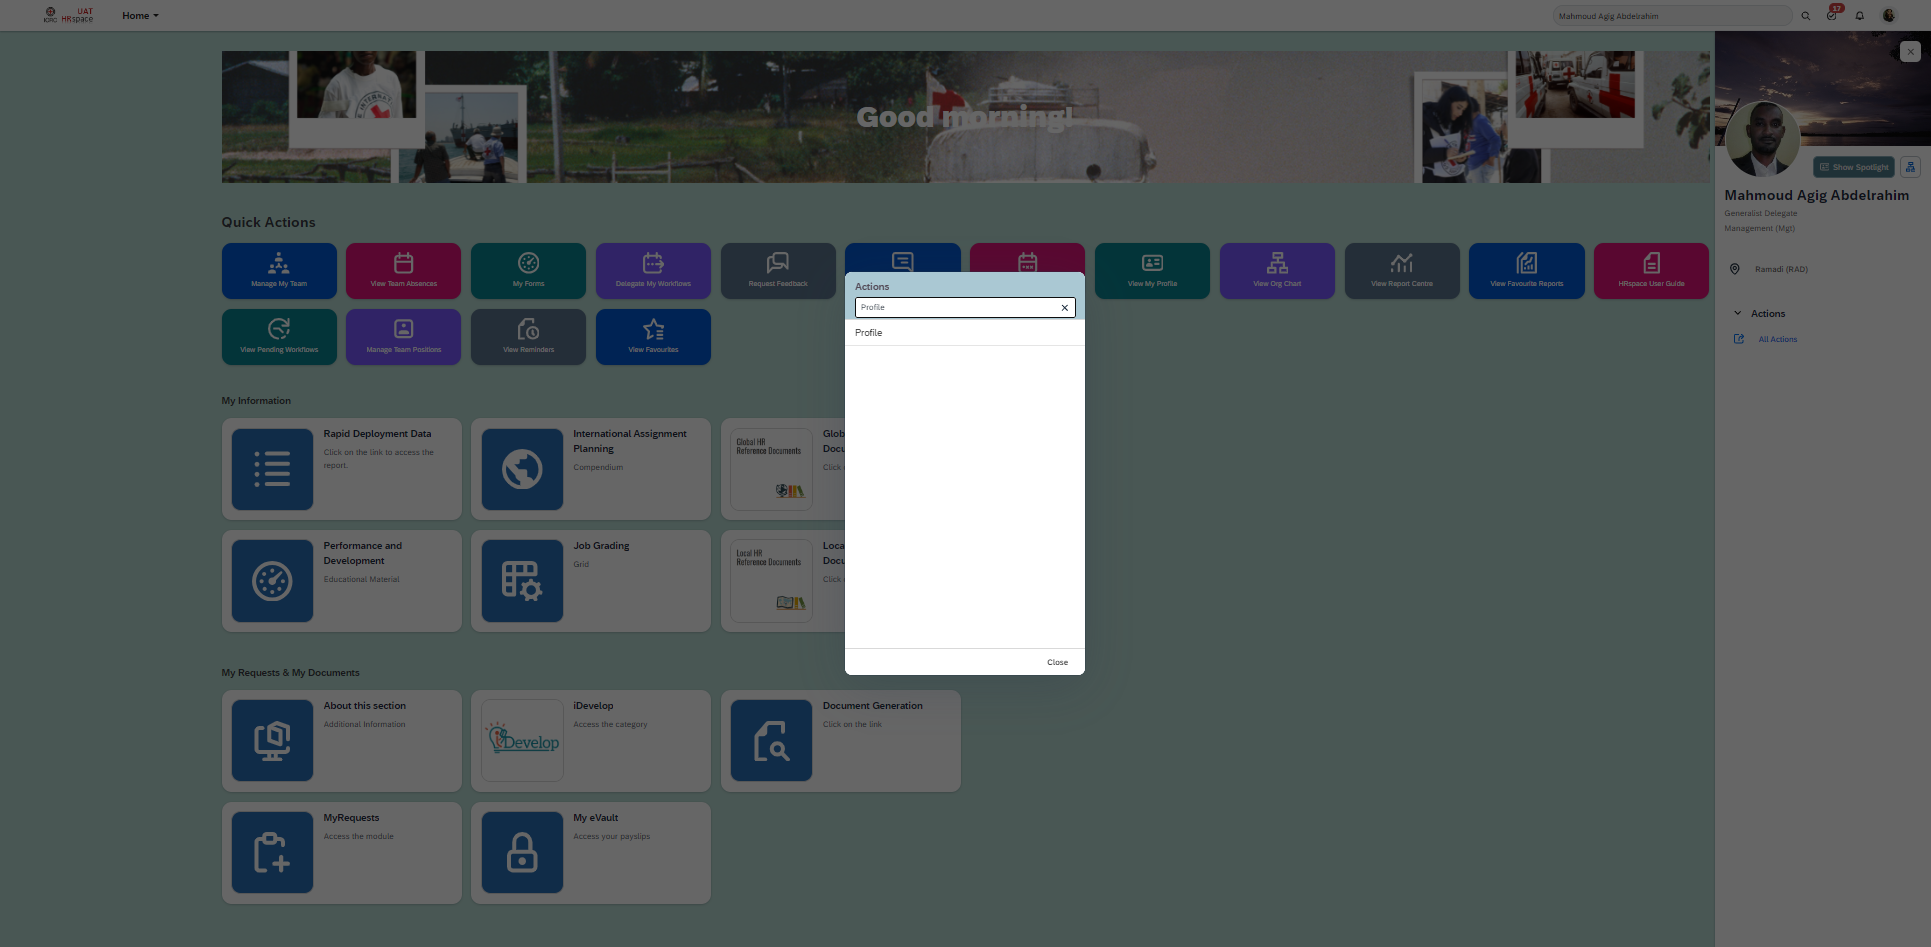 ICRC
UAT
HRspace
Home
Mahmoud Agig Abdelrahim
17
Good morning!
Show Spotlight
Mahmoud Agig Abdelrahim
Generalist Delegate
Management (Mgt)
Ramadi (RAD)
Actions
All Actions
Quick Actions
Manage My Team
View Team Absences
My Forms
Delegate My Workflows
Request Feedback
View My Profile
View Org Chart
View Report Centre
View Favourite Reports
HRspace User Guide
View Pending Workflows
Manage Team Positions
View Reminders
View Favourites
Actions
Profile
Profile
Close
My Information
Rapid Deployment Data
Click on the link to access the
report.
International Assignment
Planning
Compendium
Global HR
Reference Documents
Glob
Docu
Click
Performance and
Development
Educational Material
Job Grading
Grid
Local HR
Reference Documents
Loca
Docu
Click
My Requests & My Documents
About this section
Additional Information
iDevelop
iDevelop
Access the category
Document Generation
Click on the link
MyRequests
Access the module
My eVault
Access your payslips